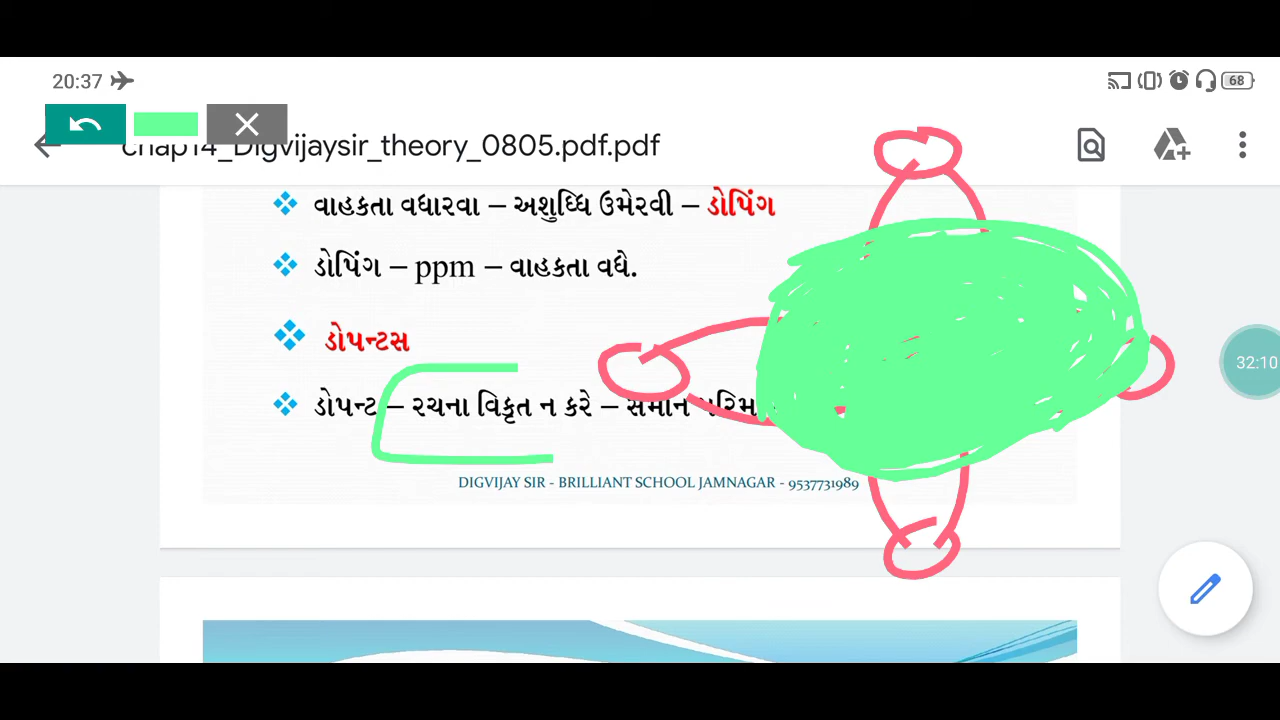 20:37
68
chap14_Digvijaysir_theory_0805.pdf.pdf
વાહકતા વધારવા – અશુધ્ધિ ઉમેરવી – ડોપિંગ
ડોપિંગ – ppm – વાહકતા વધે.
32:10
ડોપન્ટસ
ડોપન્ટ – રચના વિકૃત ન કરે – સમાન
DIGVIJAY SIR - BRILLIANT SCHOOL JAMNAGAR - 9537731989